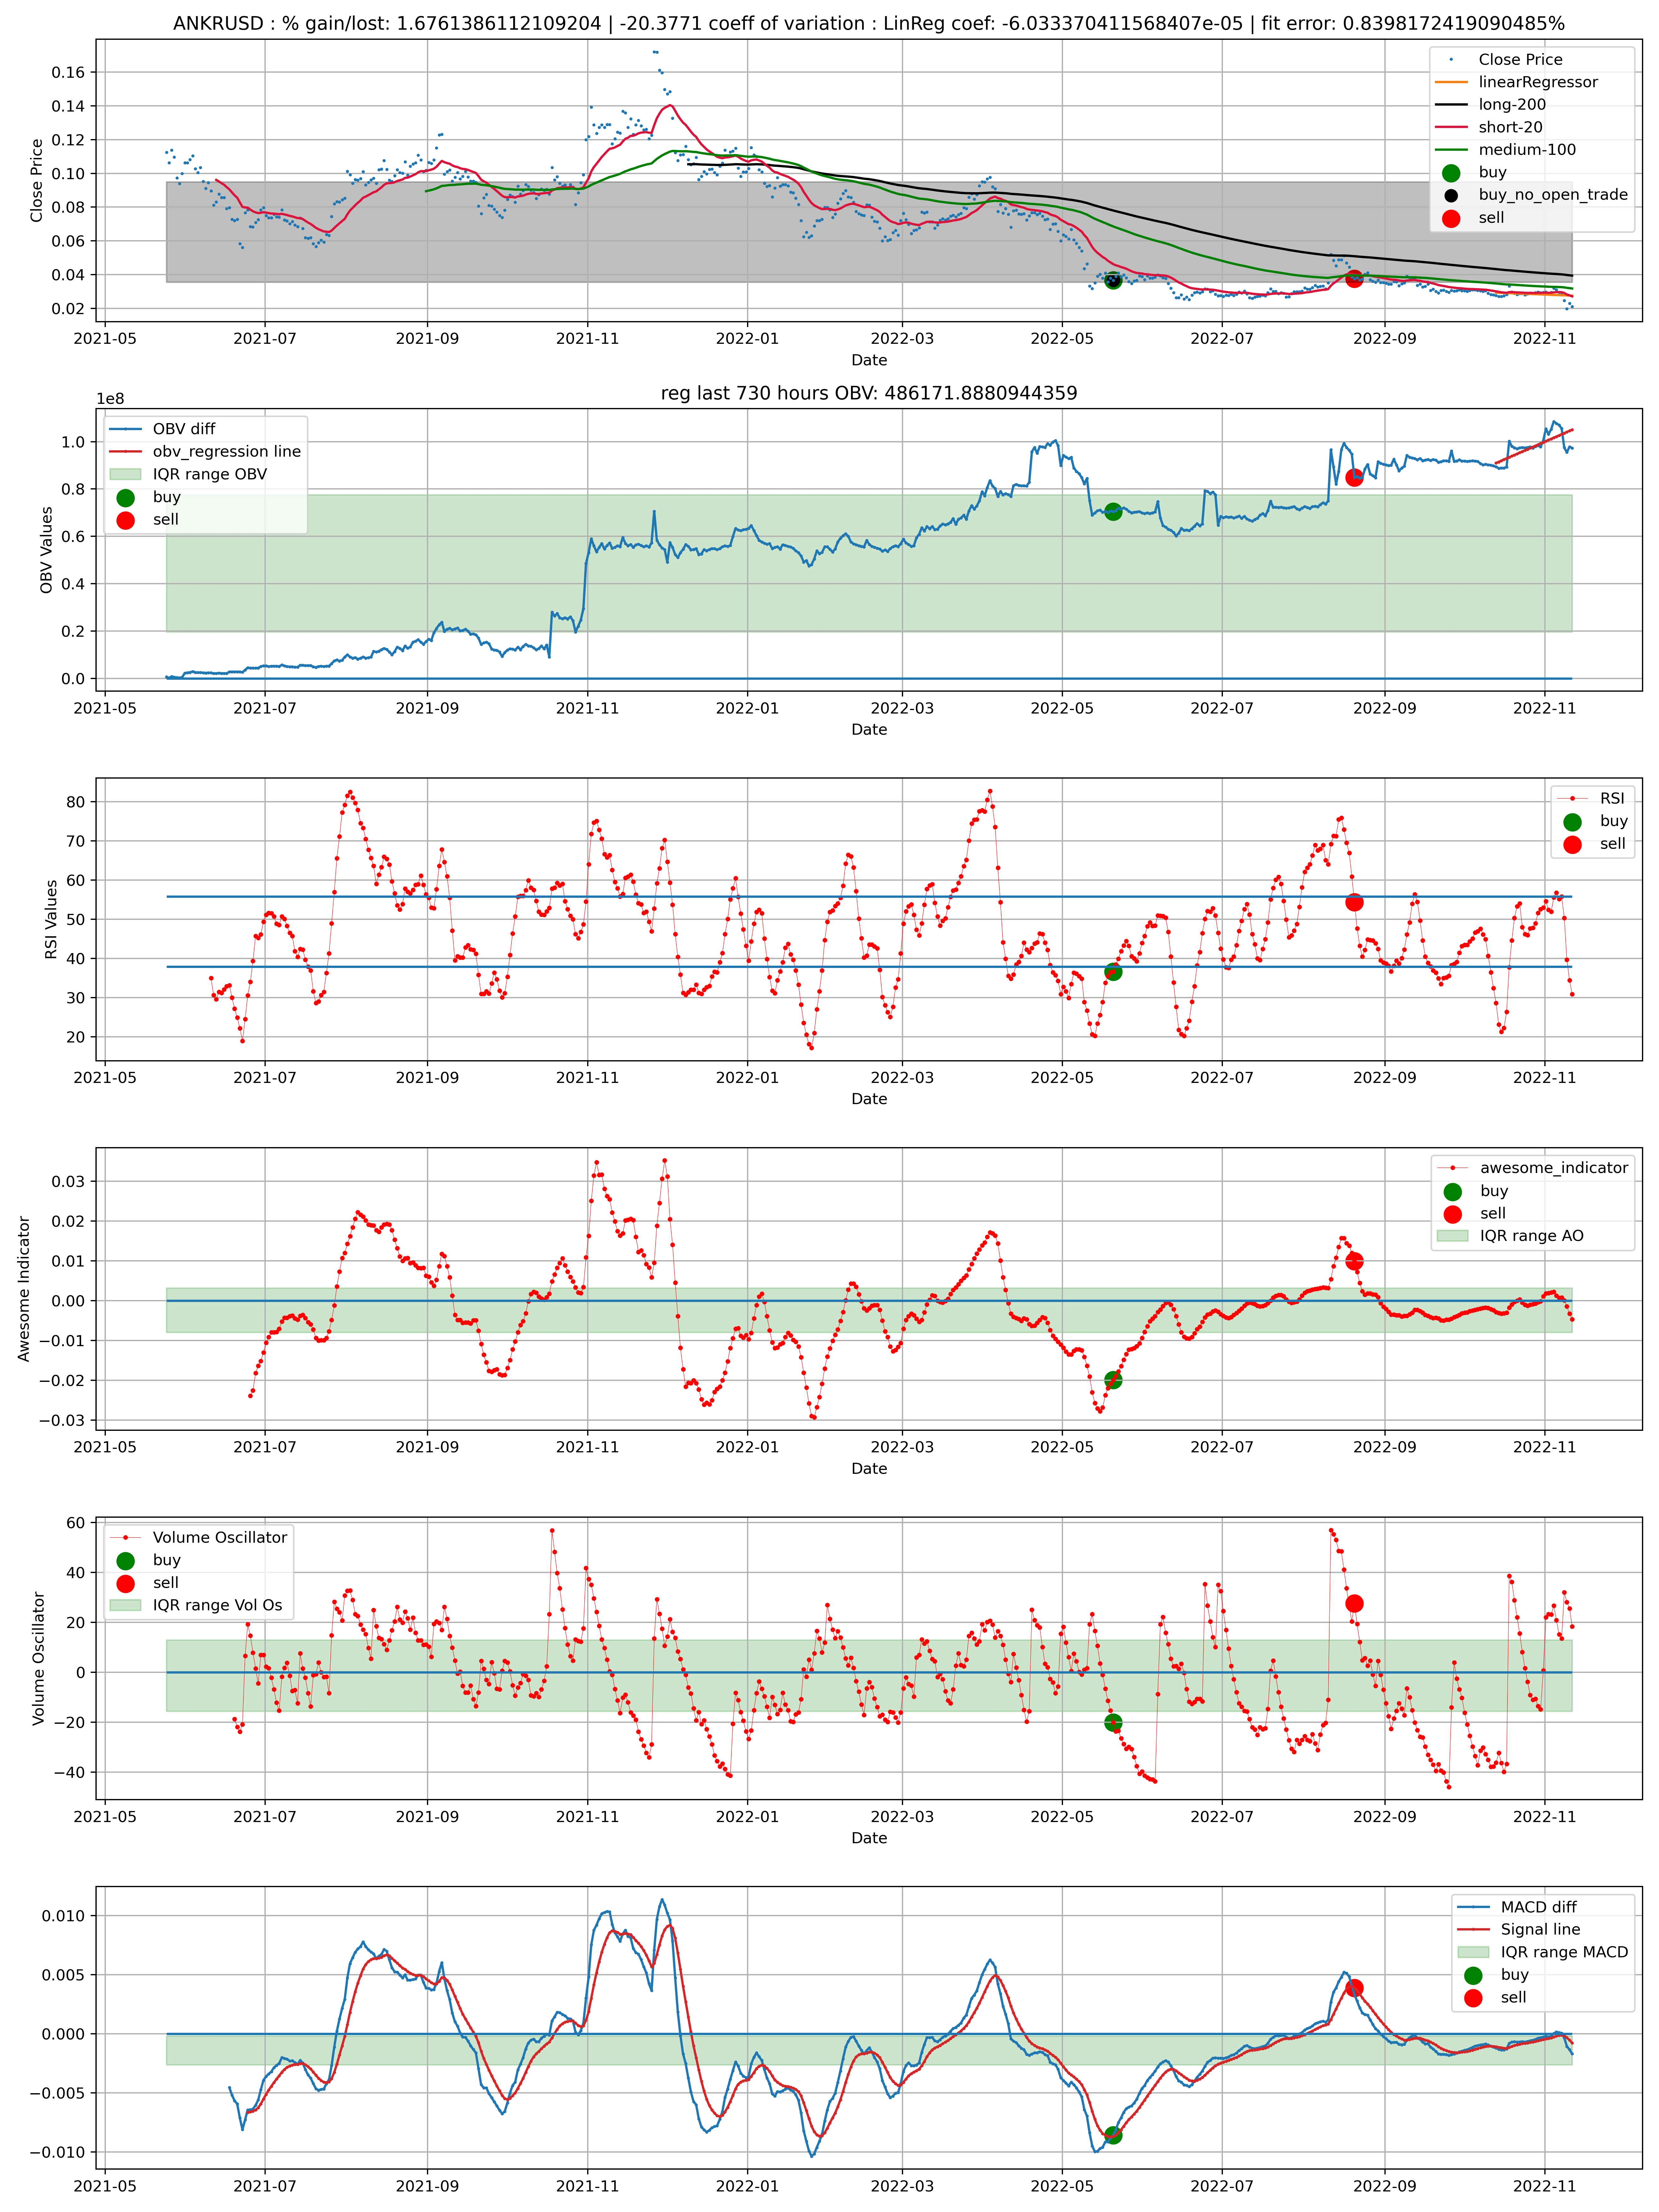 ANKRUSD : % gain/lost: 1.6761386112109204 | -20.3771 coeff of variation : LinReg coef: -6.033370411568407e-05 | fit error: 0.8398172419090485%
Close Price
0.16
0.14
0.12
0.10
0.08
0.06
0.04
0.02
Close Price
linearRegressor
long-200
short-20
medium-100
buy
buy_no_open_trade
sell
2021-05 2021-07 2021-09 2021-11 2022-01 2022-03 2022-05 2022-07 2022-09 2022-11
Date
reg last 730 hours OBV: 486171.8880944359
1e8
OBV Values
1.0
0.8
0.6
0.4
0.2
0.0
OBV diff
obv_regression line
IQR range OBV
buy
sell
2021-05 2021-07 2021-09 2021-11 2022-01 2022-03 2022-05 2022-07 2022-09 2022-11
Date
RSI Values
80
70
60
50
40
30
20
RSI
buy
sell
2021-05 2021-07 2021-09 2021-11 2022-01 2022-03 2022-05 2022-07 2022-09 2022-11
Date
Awesome Indicator
0.03
0.02
0.01
0.00
−0.01
−0.02
−0.03
awesome_indicator
buy
sell
IQR range AO
2021-05 2021-07 2021-09 2021-11 2022-01 2022-03 2022-05 2022-07 2022-09 2022-11
Date
Volume Oscillator
60
40
20
0
−20
−40
Volume Oscillator
buy
sell
IQR range Vol Os
2021-05 2021-07 2021-09 2021-11 2022-01 2022-03 2022-05 2022-07 2022-09 2022-11
Date
0.010
0.005
0.000
−0.005
−0.010
MACD diff
Signal line
IQR range MACD
buy
sell
2021-05 2021-07 2021-09 2021-11 2022-01 2022-03 2022-05 2022-07 2022-09 2022-11